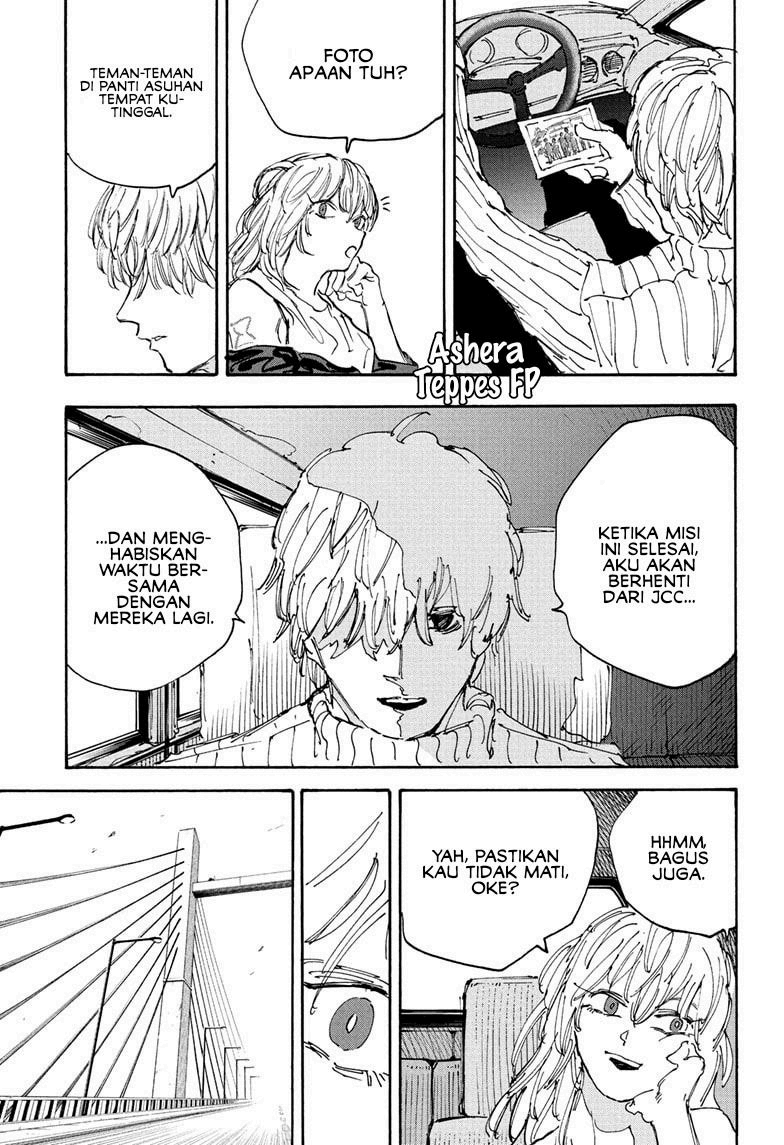 FOTO
APAAN TUH?
TEMAN-TEMAN
DI PANTI ASUHAN
TEMPAT KU-
TINGGAL.
Ashera
Teppes FP
KETIKA MISI
INI SELESAI,
AKU AKAN
BERHENTI
DARI JCC...
...DAN MENG-
HABISKAN
WAKTU BER-
SAMA
DENGAN
MEREKA LAGI.
HHMM,
BAGUS
JUGA.
YAH, PASTIKAN
KAU TIDAK MATI,
OKE?